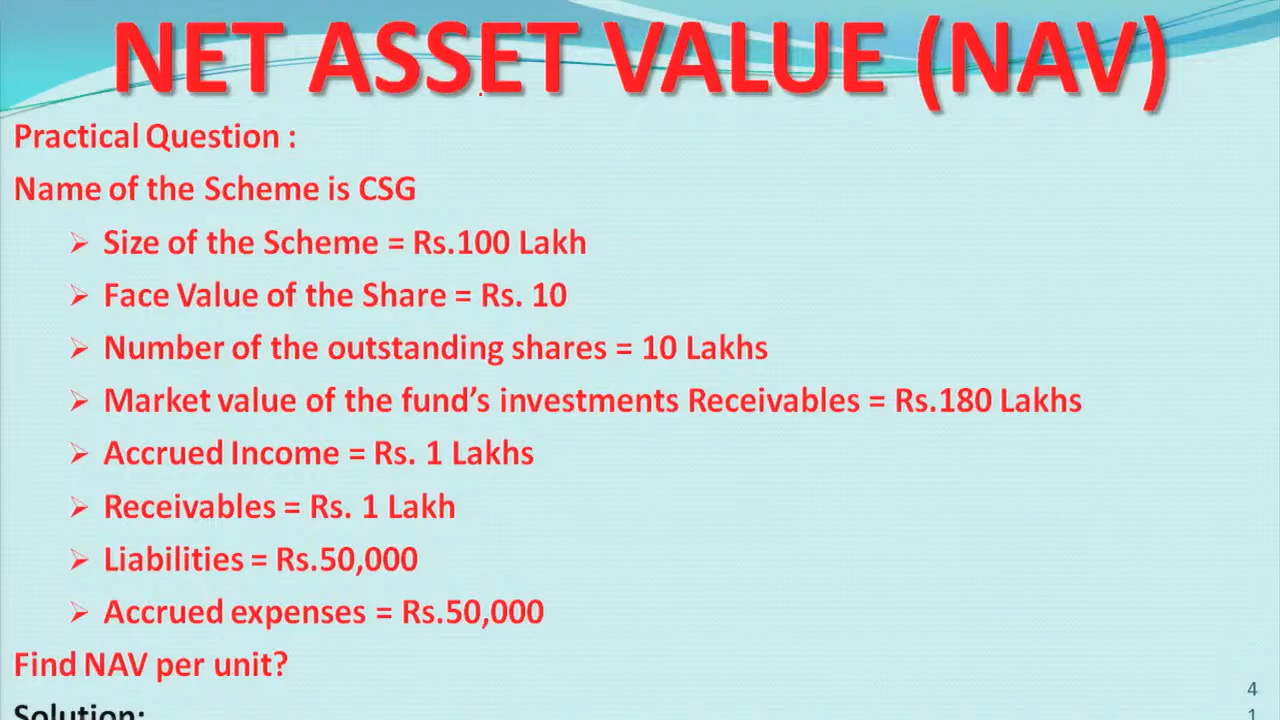 NET ASSET VALUE (NAV)
Practical Question :
Name of the Scheme is CSG
Size of the Scheme = Rs.100 Lakh
Face Value of the Share = Rs. 10
Number of the outstanding shares = 10 Lakhs
Market value of the fund's investments Receivables = Rs.180 Lakhs
Accrued Income = Rs. 1 Lakhs
Receivables = Rs. 1 Lakh
Liabilities = Rs.50,000
Accrued expenses = Rs.50,000
Find NAV per unit?
Solution:
4
1